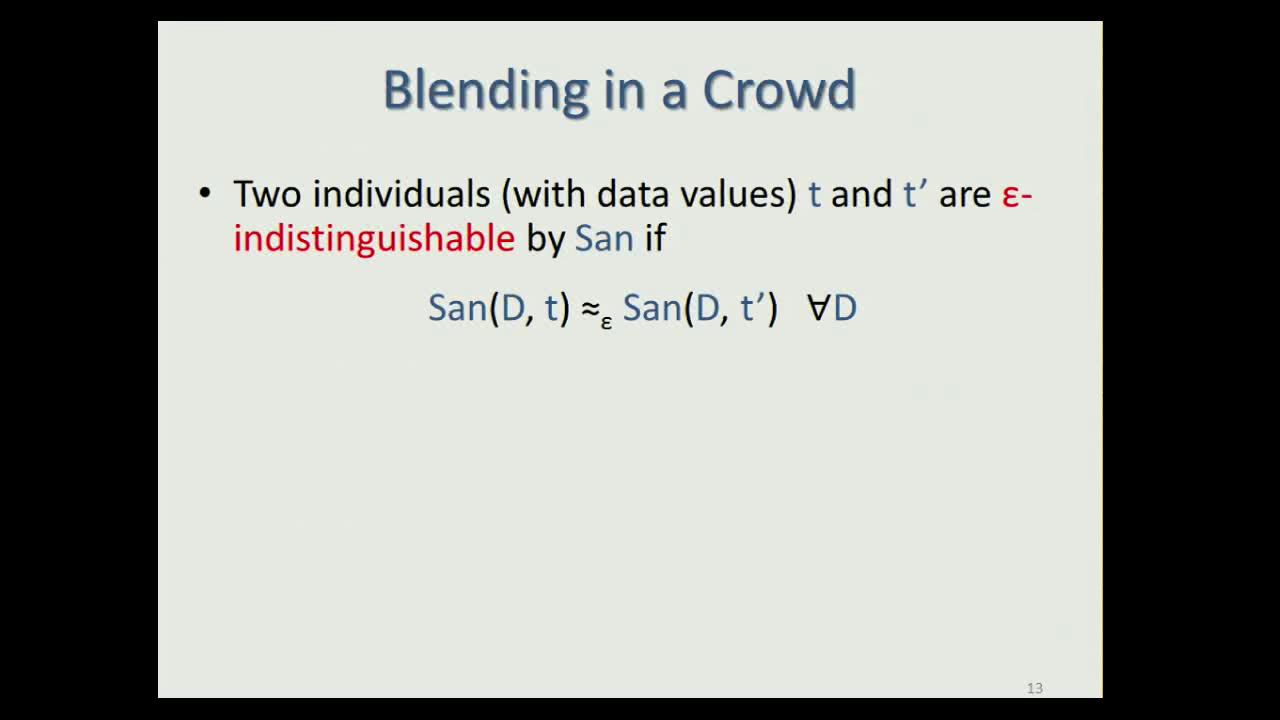 Blending in a Crowd
• Two individuals (with data values) t and t’ are ε-
indistinguishable by San if
San(D, t) ≈ε San(D, t’) ∀D
13